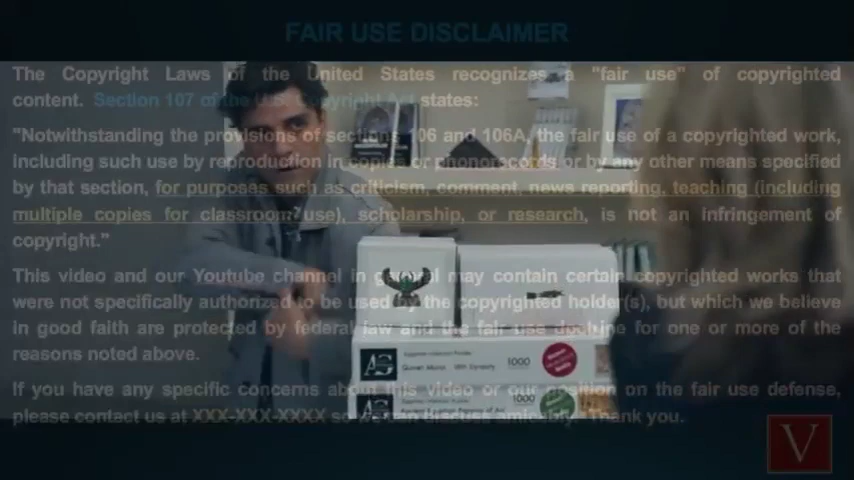 FAIR USE DISCLAIMER
The Copyright Laws of the United States recognizes a "fair use" of copyrighted
content. Section 107 of the U.S. Copyright Act states:
"Notwithstanding the provisions of sections 106 and 106A, the fair use of a copyrighted work,
including such use by reproduction in copies or phonorecords or by any other means specified
by that section, for purposes such as criticism, comment, news reporting, teaching (including
multiple copies for classroom use), scholarship, or research, is not an infringement of
copyright."
This video and our Youtube channel in general may contain certain copyrighted works that
were not specifically authorized to be used by the copyrighted holder(s), but which we believe
in good faith are protected by federal law and the fair use doctrine for one or more of the
reasons noted above.
1000
If you have any specific concerns about this video or our position on the fair use defense,
please contact us at XXX-XXX-XXXX so we can discuss amicably. Thank you.
1000
V